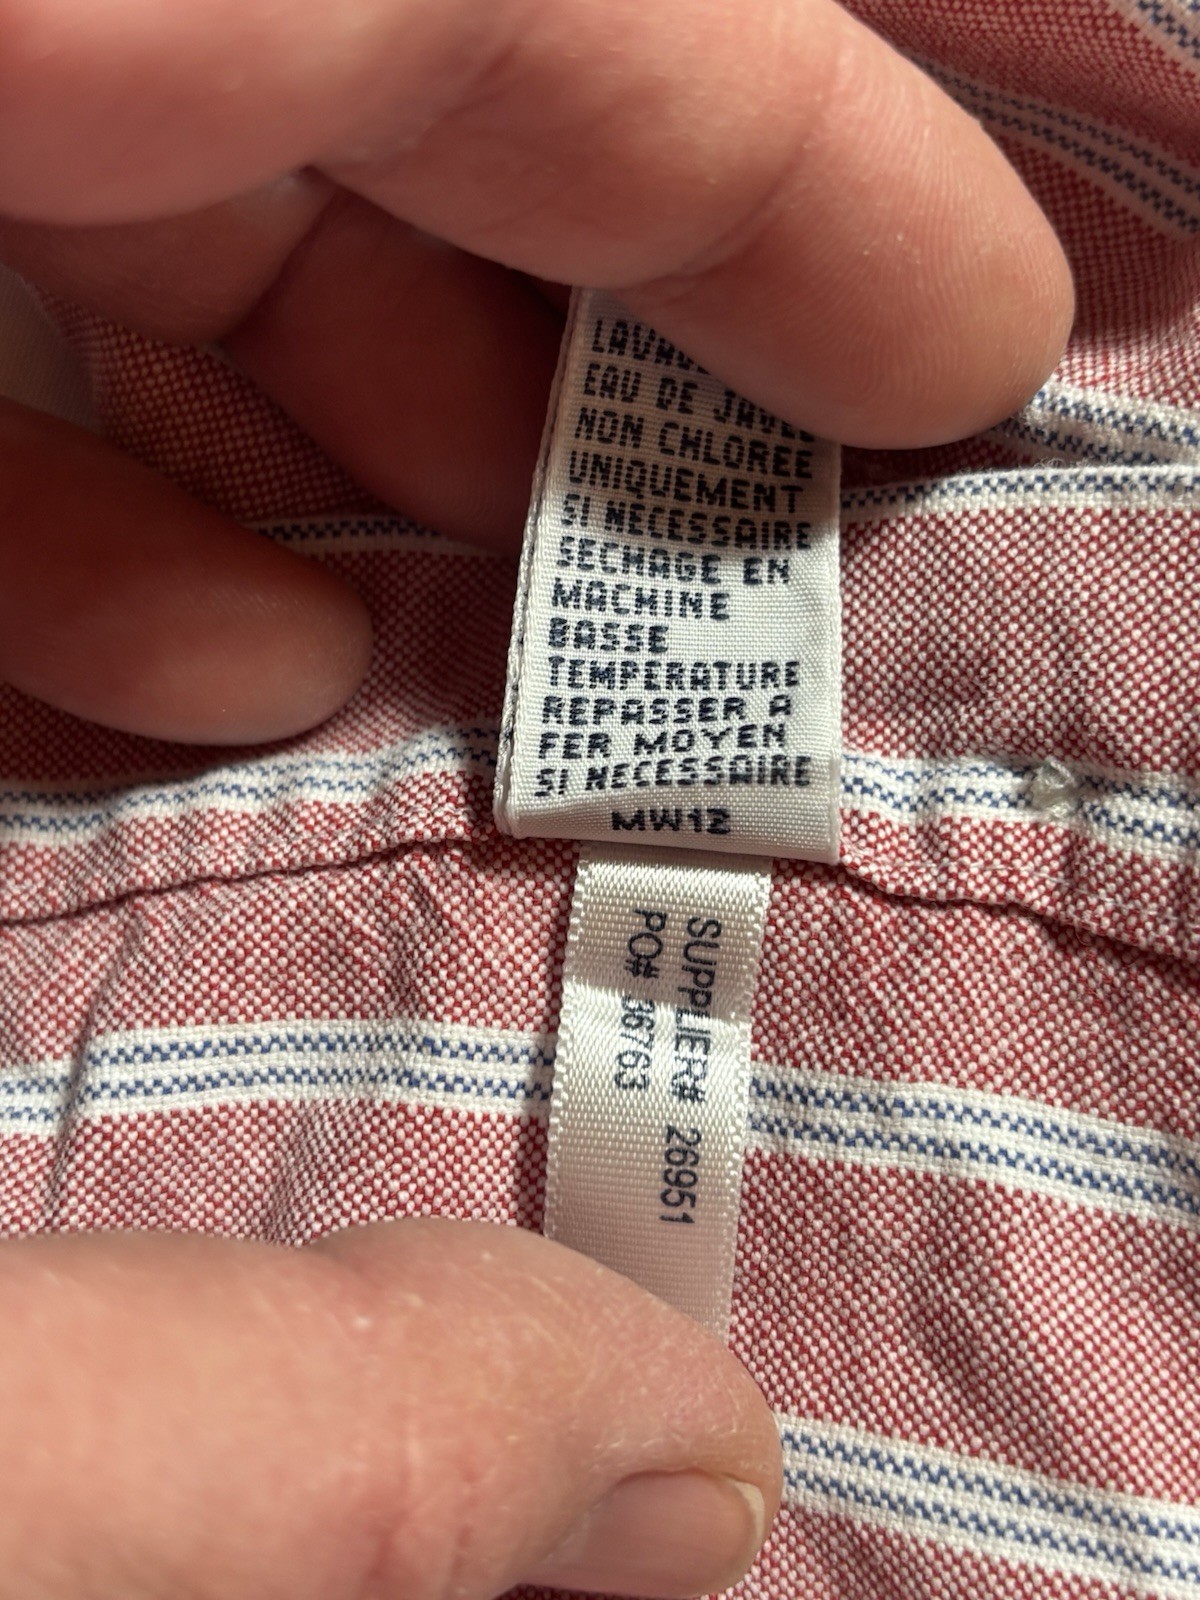 EAU DE JAVEL
NON CHLOREE
UNIQUEMENT
SI NECESSAIRE
SECHAGE EN
MACHINE
BASSE
TEMPERATURE
REPASSER A
FER MOYEN
SI NECESSAIRE
MW12
SUPPLIER# 26951
PO# 36763